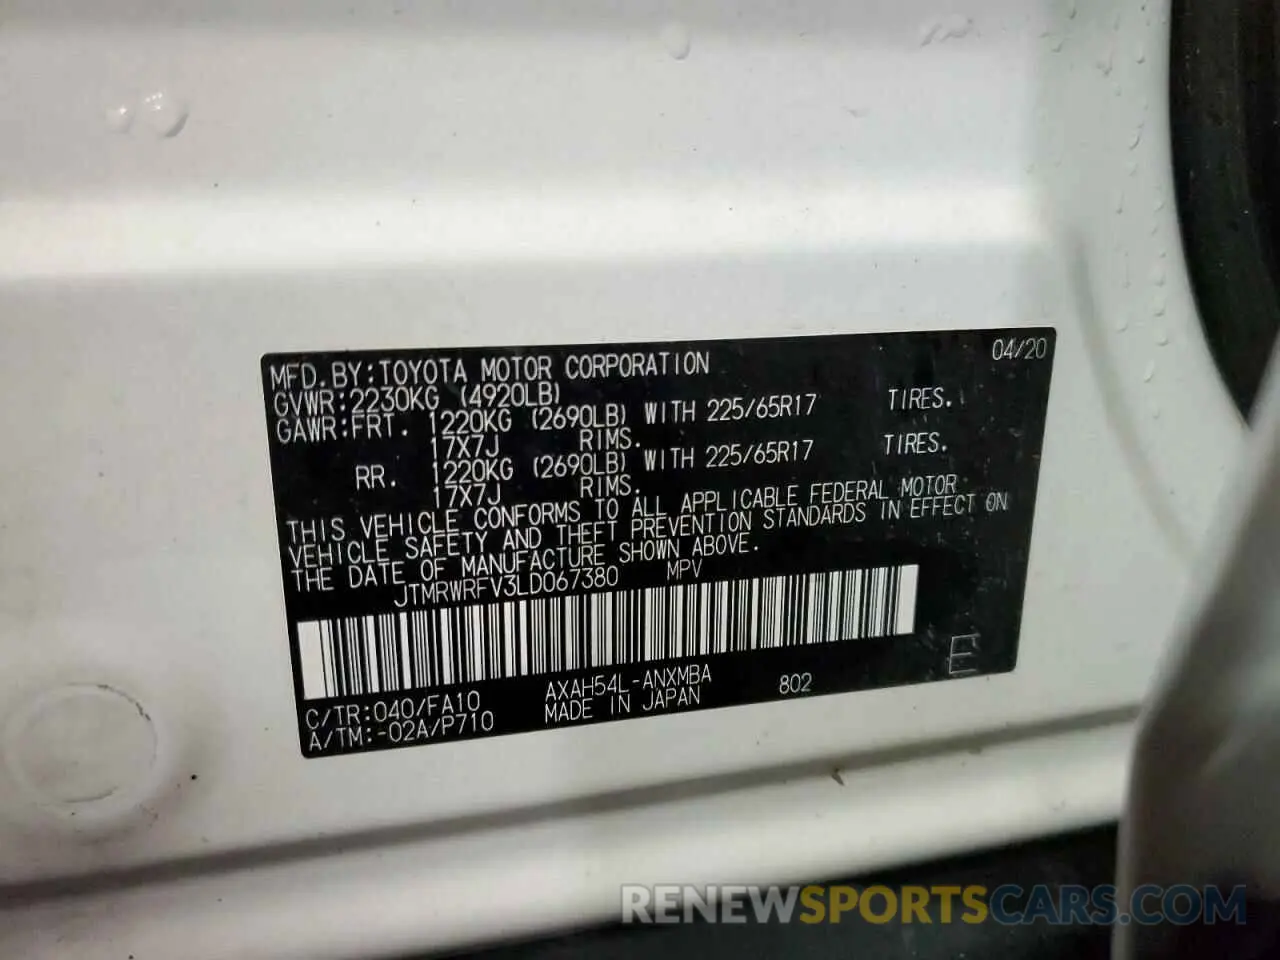 MFD. BY: TOYOTA MOTOR CORPORATION 04/20
GVWR: 2230KG (4920LB)
GAWR: FRT. 1220KG (2690LB) WITH 225/65R17 TIRES.
17X7J RIMS.
RR. 1220KG (2690LB) WITH 225/65R17 TIRES.
17X7J RIMS.
THIS VEHICLE CONFORMS TO ALL APPLICABLE FEDERAL MOTOR
VEHICLE SAFETY AND THEFT PREVENTION STANDARDS IN EFFECT ON
THE DATE OF MANUFACTURE SHOWN ABOVE.
JTMRWRFV3LD067380 MPV
C/TR: 040/FA10 AXAH54L-ANXMBA 802 E
A/TM: -02A/P710 MADE IN JAPAN
RENEWSPORTSCARS.COM